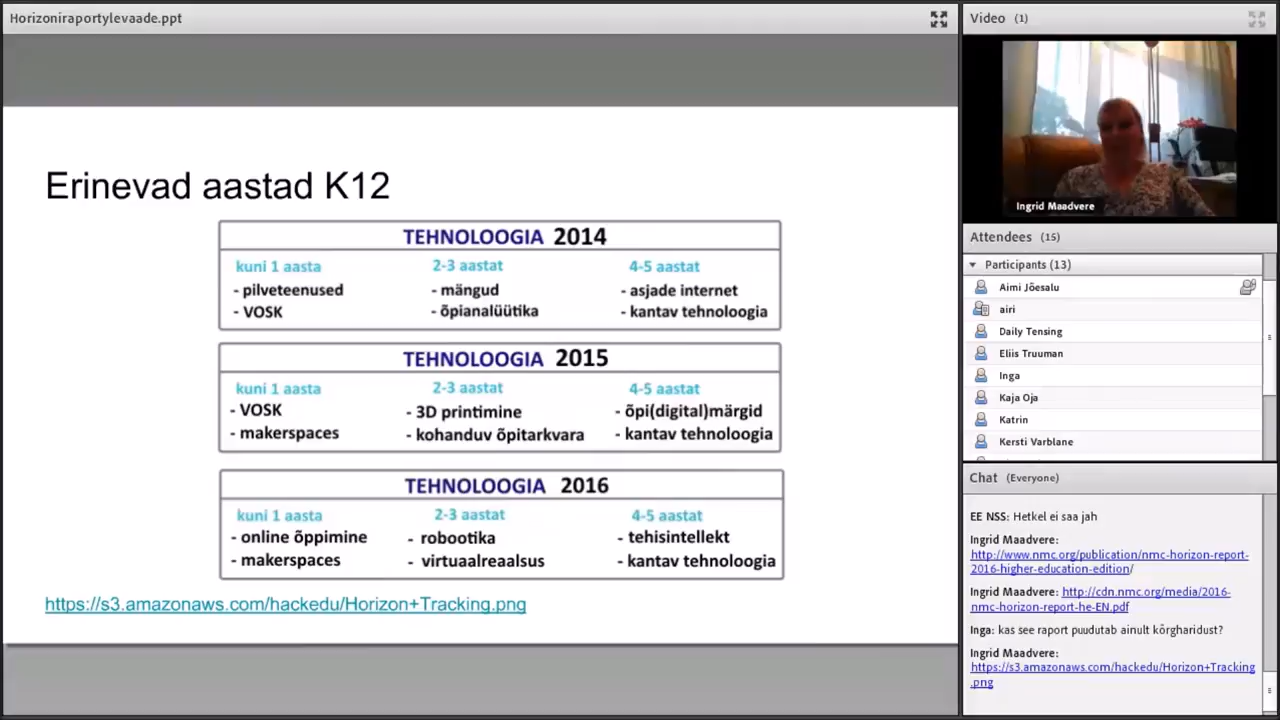 Horizoniraportylevaade.ppt
Erinevad aastad K12
TEHNOLOOGIA 2014
kuni 1 aasta 2-3 aastat 4-5 aastat
- pilveteenused - mängud - asjade internet
- VOSK - õpianalüütika - kantav tehnoloogia
TEHNOLOOGIA 2015
kuni 1 aasta 2-3 aastat 4-5 aastat
- VOSK - 3D printimine - õpi(digital)märgid
- makerspaces - kohanduv õpitarkvara - kantav tehnoloogia
TEHNOLOOGIA 2016
kuni 1 aasta 2-3 aastat 4-5 aastat
- online õppimine - robootika - tehisintellekt
- makerspaces - virtuaalreaalsus - kantav tehnoloogia
https://s3.amazonaws.com/hackedu/Horizon+Tracking.png
Video (1)
Ingrid Maadvere
Attendees (15)
Participants (13)
Aimi Jõesalu
airi
Daily Tensing
Eliis Truuman
Inga
Kaja Oja
Katrin
Kersti Varblane
Chat (Everyone)
EE NSS: Hetkel ei saa jah
Ingrid Maadvere:
http://www.nmc.org/publication/nmc-horizon-report-
2016-higher-education-edition/
Ingrid Maadvere: http://cdn.nmc.org/media/2016-
nmc-horizon-report-he-EN.pdf
Inga: kas see raport puudutab ainult kõrgharidust?
Ingrid Maadvere:
https://s3.amazonaws.com/hackedu/Horizon+Tracking
.png